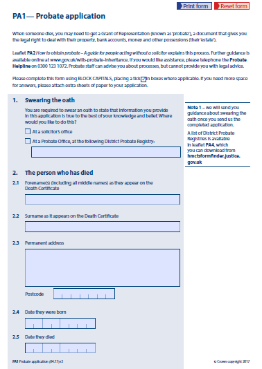 Print form
Reset form
PA1 — Probate application
When someone dies, you may need to get a Grant of Representation (known as 'probate'), a document that gives you
the legal right to deal with their property, bank accounts, money and other possessions (their 'estate').
Leaflet PA2 How to obtain probate – A guide for people acting without a solicitor explains this process. Further guidance is
available online at www.gov.uk/wills-probate-inheritance. If you would like assistance, please telephone the Probate
Helpline on 0300 123 1072. Probate staff can advise you about processes, but cannot provide you with legal advice.
Please complete this form using BLOCK CAPITALS, placing a tick in boxes where applicable. If you need more space
for answers, please attach extra sheets of paper to your application.
1. Swearing the oath
You are required to swear an oath to state that information you provide
in this application is true to the best of your knowledge and belief. Where
would you like to do this?
At a solicitor's office
At a Probate Office, at the following District Probate Registry:
Note 1 – we will send you
guidance about swearing the
oath once you send us the
completed application.
A list of District Probate
Registries is available
in leaflet PA4, which
you can download from
hmctsformfinder.justice.
gov.uk
2. The person who has died
2.1 Forename(s) (including all middle names) as they appear on the
Death Certificate
2.2 Surname as it appears on the Death Certificate
2.3 Permanent address
Postcode
2.4 Date they were born
2.5 Date they died
PA1 Probate application
© Crown copyright 2017